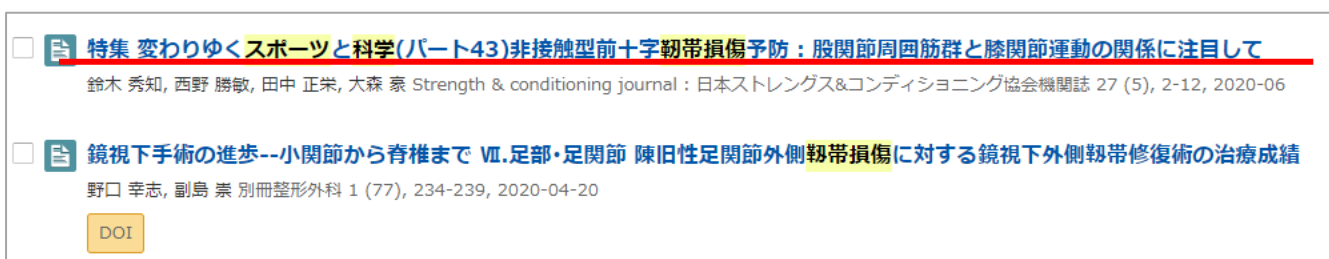 特集 変わりゆくスポーツと科学(パート43)非接触型前十字靭帯損傷予防 : 股関節周囲筋群と膝関節運動の関係に注目して
鈴木 秀知, 西野 勝敏, 田中 正栄, 大森 豪 Strength & conditioning journal : 日本ストレングス&コンディショニング協会機関誌 27 (5), 2-12, 2020-06
鏡視下手術の進歩--小関節から脊椎まで Ⅶ.足部・足関節 陳旧性足関節外側靱帯損傷に対する鏡視下外側靱帯修復術の治療成績
野口 幸志, 副島 崇 別冊整形外科 1 (77), 234-239, 2020-04-20
DOI